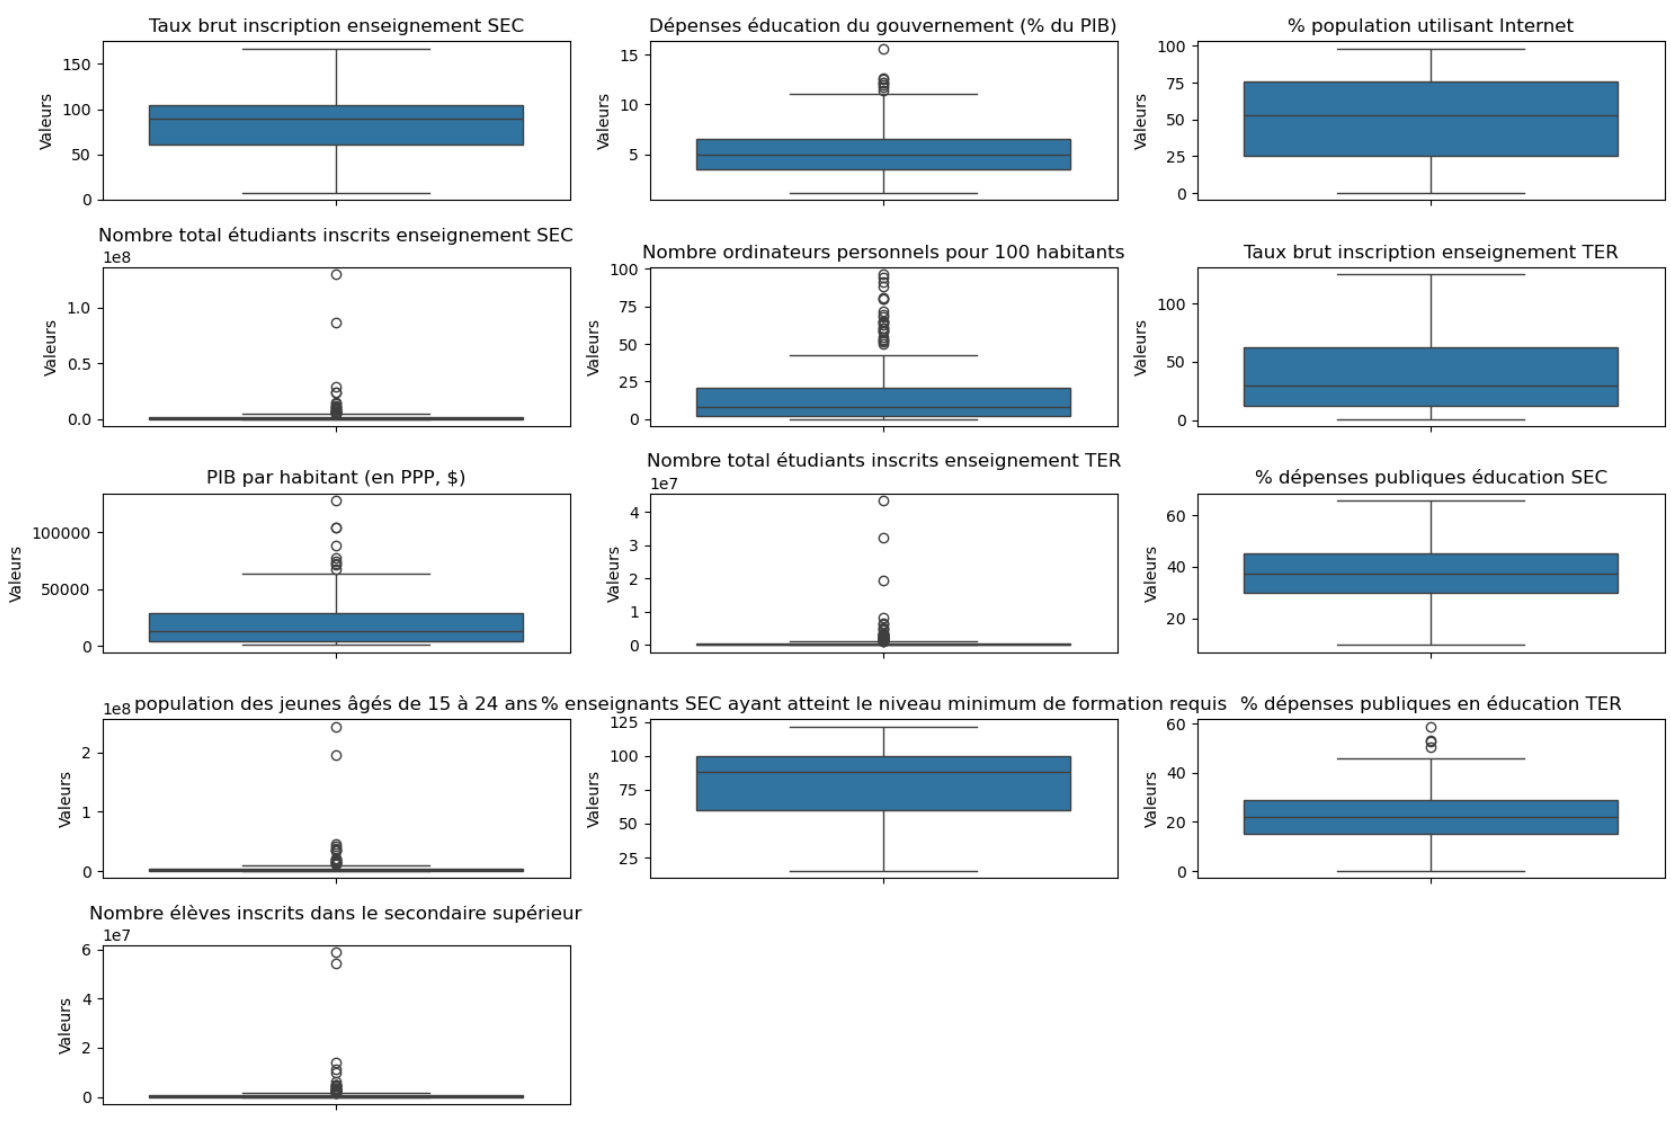 Taux brut inscription enseignement SEC
150
100
50
0
Valeurs
Dépenses éducation du gouvernement (% du PIB)
15
10
5
Valeurs
% population utilisant Internet
100
75
50
25
0
Valeurs
Nombre total étudiants inscrits enseignement SEC
1e8
1.0
0.5
0.0
Valeurs
Nombre ordinateurs personnels pour 100 habitants
100
75
50
25
0
Valeurs
Taux brut inscription enseignement TER
100
50
0
Valeurs
PIB par habitant (en PPP, $)
100000
50000
0
Valeurs
Nombre total étudiants inscrits enseignement TER
1e7
4
3
2
1
0
Valeurs
% dépenses publiques éducation SEC
60
40
20
Valeurs
population des jeunes âgés de 15 à 24 ans
1e8
2
1
0
Valeurs
% enseignants SEC ayant atteint le niveau minimum de formation requis
125
100
75
50
25
Valeurs
% dépenses publiques en éducation TER
60
40
20
0
Valeurs
Nombre élèves inscrits dans le secondaire supérieur
1e7
6
4
2
0
Valeurs